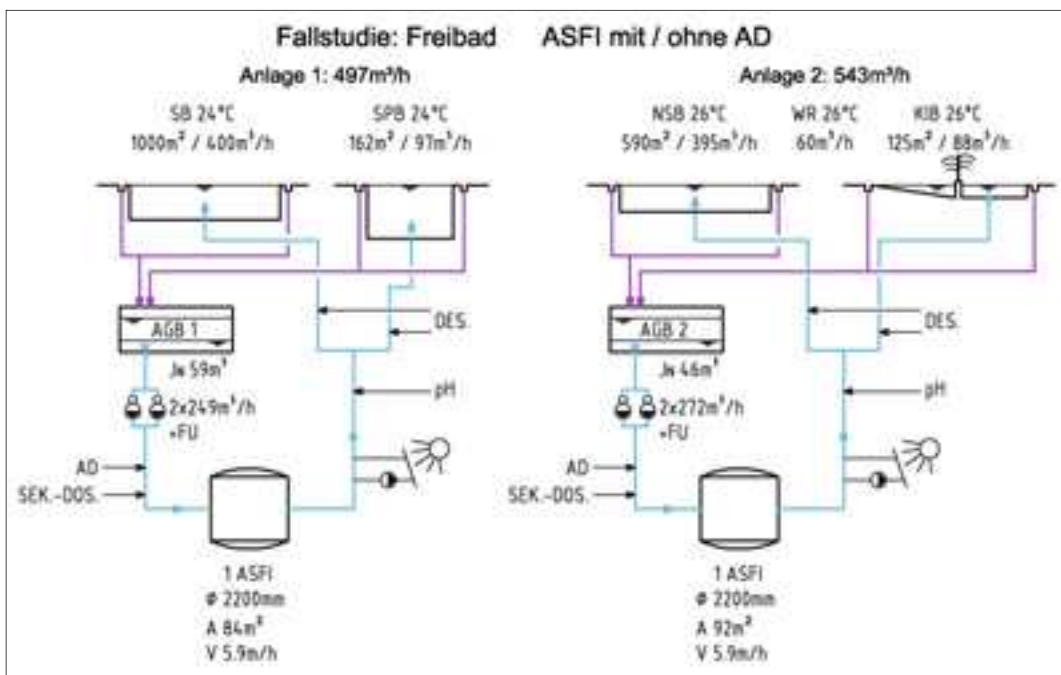 Fallstudie: Freibad ASFI mit / ohne AD
Anlage 1: 497m³/h
SB 24°C
1000m² / 400m³/h
SPB 24°C
162m² / 97m³/h
AGB 1
59m³
2x249m³/h
+FU
AD
SEK.-DOS.
DES.
pH
1 ASFI
ϕ 2200mm
A 84m²
V 5.9m/h
Anlage 2: 543m³/h
NSB 26°C
590m² / 395m³/h
WR 26°C
60m³/h
KIB 26°C
125m² / 88m³/h
AGB 2
46m³
2x272m³/h
+FU
AD
SEK.-DOS.
DES.
pH
1 ASFI
ϕ 2200mm
A 92m²
V 5.9m/h